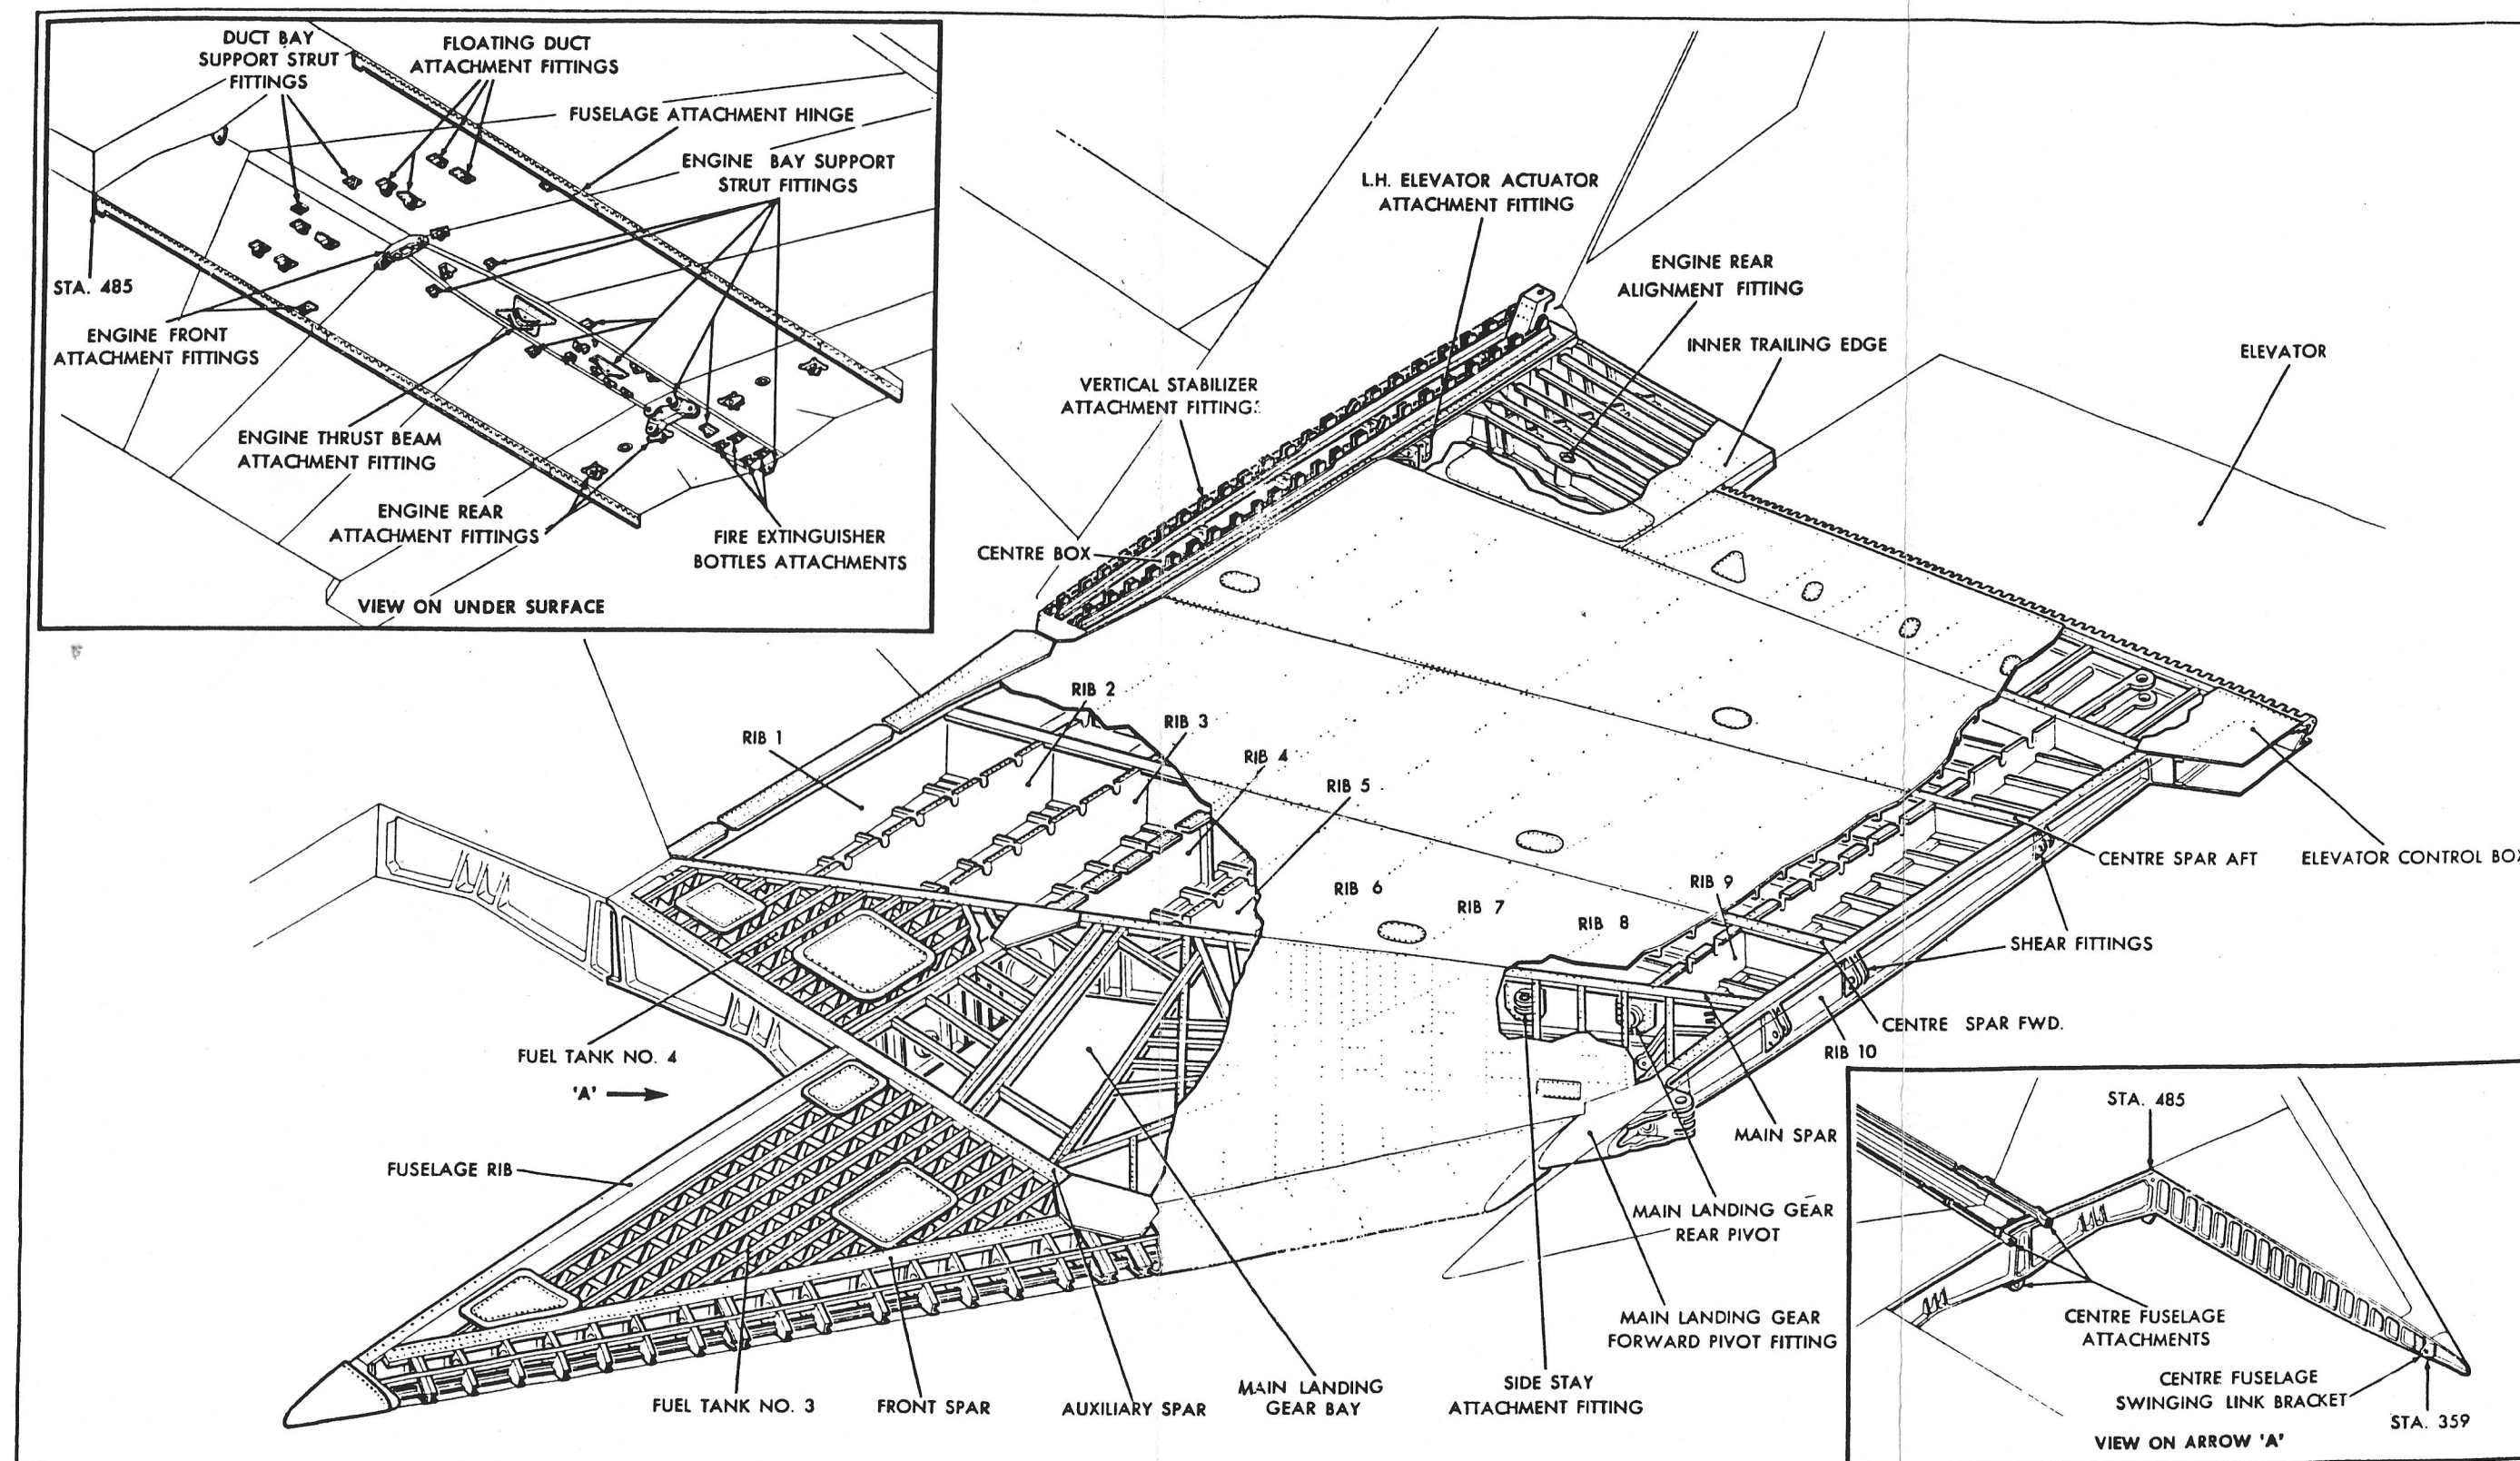 DUCT BAY
SUPPORT STRUT
FITTINGS
FLOATING DUCT
ATTACHMENT FITTINGS
FUSELAGE ATTACHMENT HINGE
ENGINE BAY SUPPORT
STRUT FITTINGS
STA. 485
ENGINE FRONT
ATTACHMENT FITTINGS
ENGINE THRUST BEAM
ATTACHMENT FITTING
ENGINE REAR
ATTACHMENT FITTINGS
FIRE EXTINGUISHER
BOTTLES ATTACHMENTS
VIEW ON UNDER SURFACE
L.H. ELEVATOR ACTUATOR
ATTACHMENT FITTING
ENGINE REAR
ALIGNMENT FITTING
INNER TRAILING EDGE
ELEVATOR
VERTICAL STABILIZER
ATTACHMENT FITTINGS
CENTRE BOX
RIB 1
RIB 2
RIB 3
RIB 4
RIB 5
RIB 6
RIB 7
RIB 8
RIB 9
CENTRE SPAR AFT
ELEVATOR CONTROL BOX
SHEAR FITTINGS
CENTRE SPAR FWD.
RIB 10
FUEL TANK NO. 4
'A'
FUSELAGE RIB
MAIN SPAR
MAIN LANDING GEAR
REAR PIVOT
MAIN LANDING GEAR
FORWARD PIVOT FITTING
SIDE STAY
ATTACHMENT FITTING
MAIN LANDING
GEAR BAY
AUXILIARY SPAR
FRONT SPAR
FUEL TANK NO. 3
STA. 485
CENTRE FUSELAGE
ATTACHMENTS
CENTRE FUSELAGE
SWINGING LINK BRACKET
STA. 359
VIEW ON ARROW 'A'